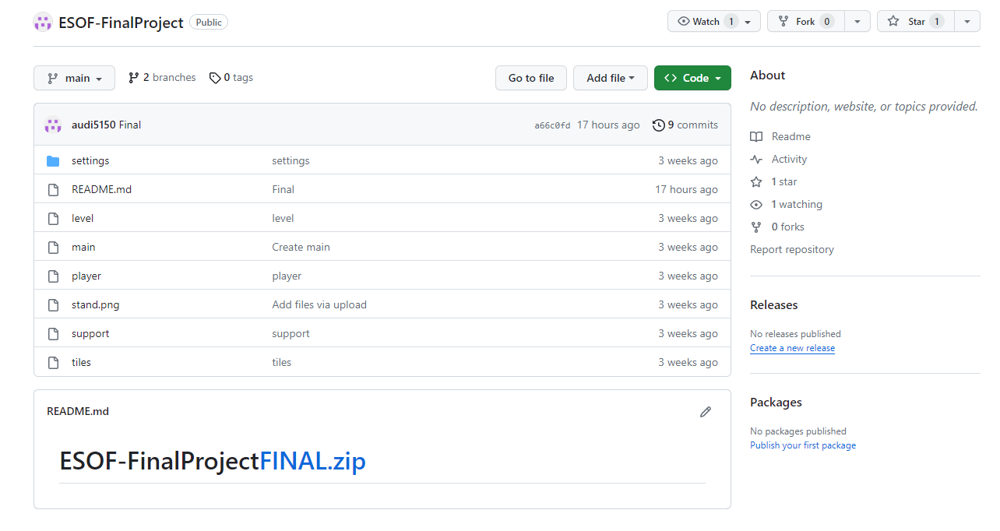 ESOF-FinalProject Public Watch 1 Fork 0 Star 1
main 2 branches 0 tags Go to file Add file <> Code
audi5150 Final a66c0fd 17 hours ago 9 commits
settings settings 3 weeks ago
README.md Final 17 hours ago
level level 3 weeks ago
main Create main 3 weeks ago
player player 3 weeks ago
stand.png Add files via upload 3 weeks ago
support support 3 weeks ago
tiles tiles 3 weeks ago
README.md
ESOF-FinalProjectFINAL.zip
About
No description, website, or topics provided.
Readme
Activity
1 star
1 watching
0 forks
Report repository
Releases
No releases published
Create a new release
Packages
No packages published
Publish your first package